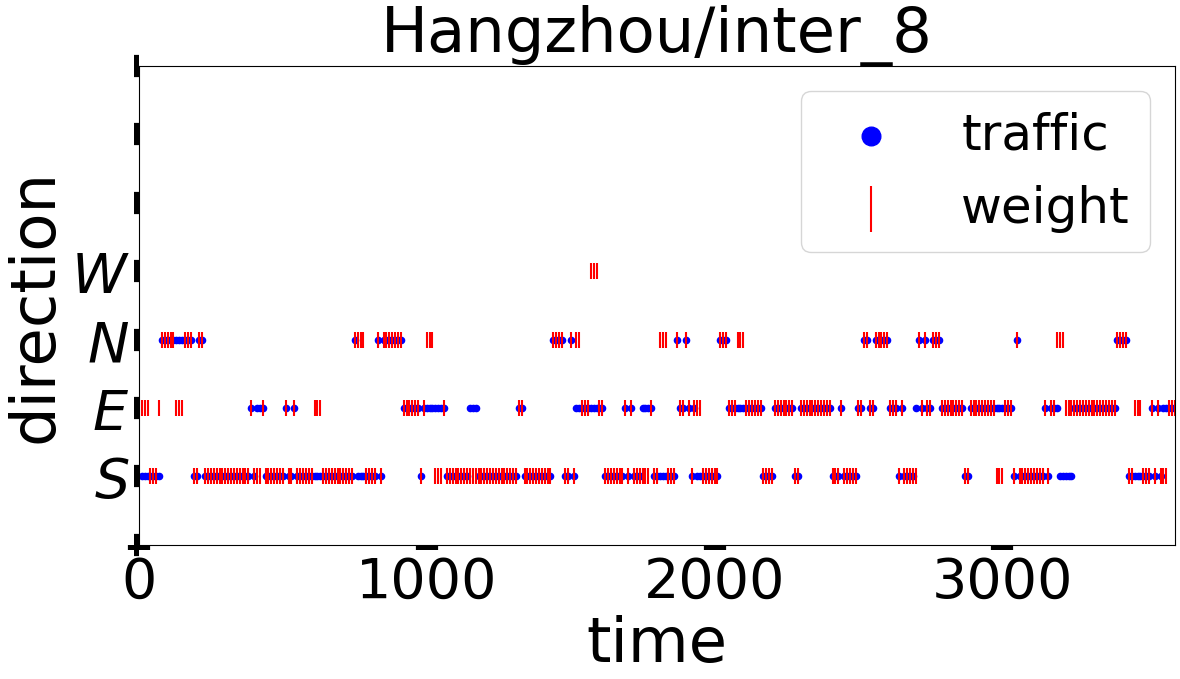 Hangzhou/inter_8
traffic
weight
direction
W
N
E
S
0 1000 2000 3000
time